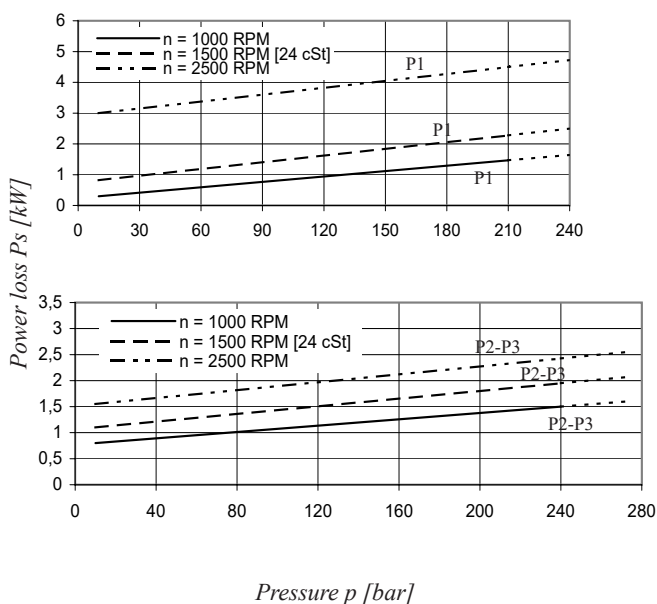 6
5
4
3
2
1
0
n = 1000 RPM
n = 1500 RPM [24 cSt]
n = 2500 RPM
P1
P1
P1
0 30 60 90 120 150 180 210 240
Power loss Ps [kW]
3,5
3
2,5
2
1,5
1
0,5
0
n = 1000 RPM
n = 1500 RPM [24 cSt]
n = 2500 RPM
P2-P3
P2-P3
P2-P3
0 40 80 120 160 200 240 280
Pressure p [bar]